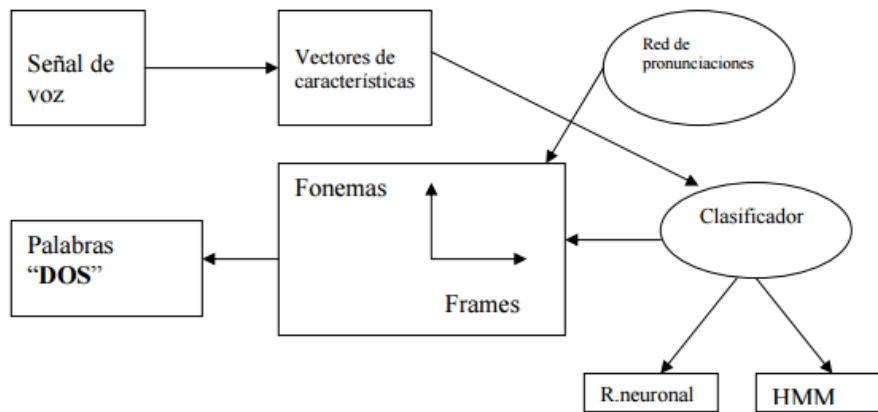 Señal de
voz
Vectores de
características
Red de
pronunciaciones
Fonemas
Frames
Clasificador
Palabras
“DOS”
R.neuronal
HMM